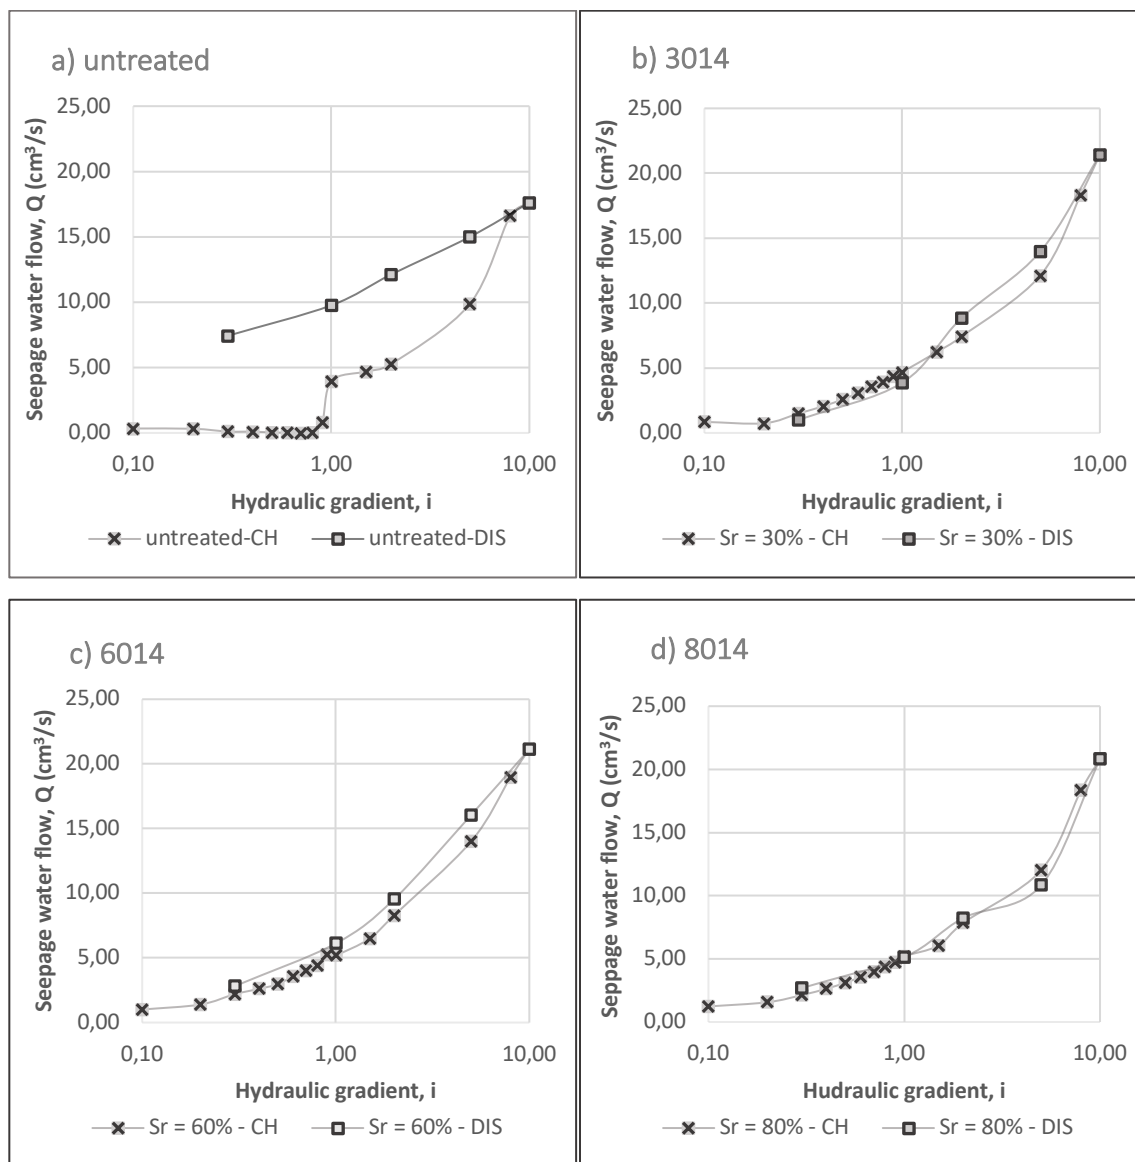 a) untreated
Seepage water flow, Q (cm³/s)
25,00
20,00
15,00
10,00
5,00
0,00
0,10 1,00 10,00
Hydraulic gradient, i
untreated-CH untreated-DIS
b) 3014
Seepage water flow, Q (cm³/s)
25,00
20,00
15,00
10,00
5,00
0,00
0,10 1,00 10,00
Hydraulic gradient, i
Sr = 30% - CH Sr = 30% - DIS
c) 6014
Seepage water flow, Q (cm³/s)
25,00
20,00
15,00
10,00
5,00
0,00
0,10 1,00 10,00
Hydraulic gradient, i
Sr = 60% - CH Sr = 60% - DIS
d) 8014
Seppage water flow, Q (cm³/s)
25,00
20,00
15,00
10,00
5,00
0,00
0,10 1,00 10,00
Hudraulic gradient, i
Sr = 80% - CH Sr = 80% - DIS